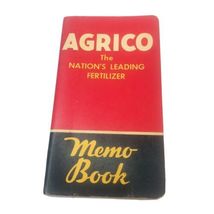 AGRICO
The
NATION'S LEADING
FERTILIZER
Memo
Book